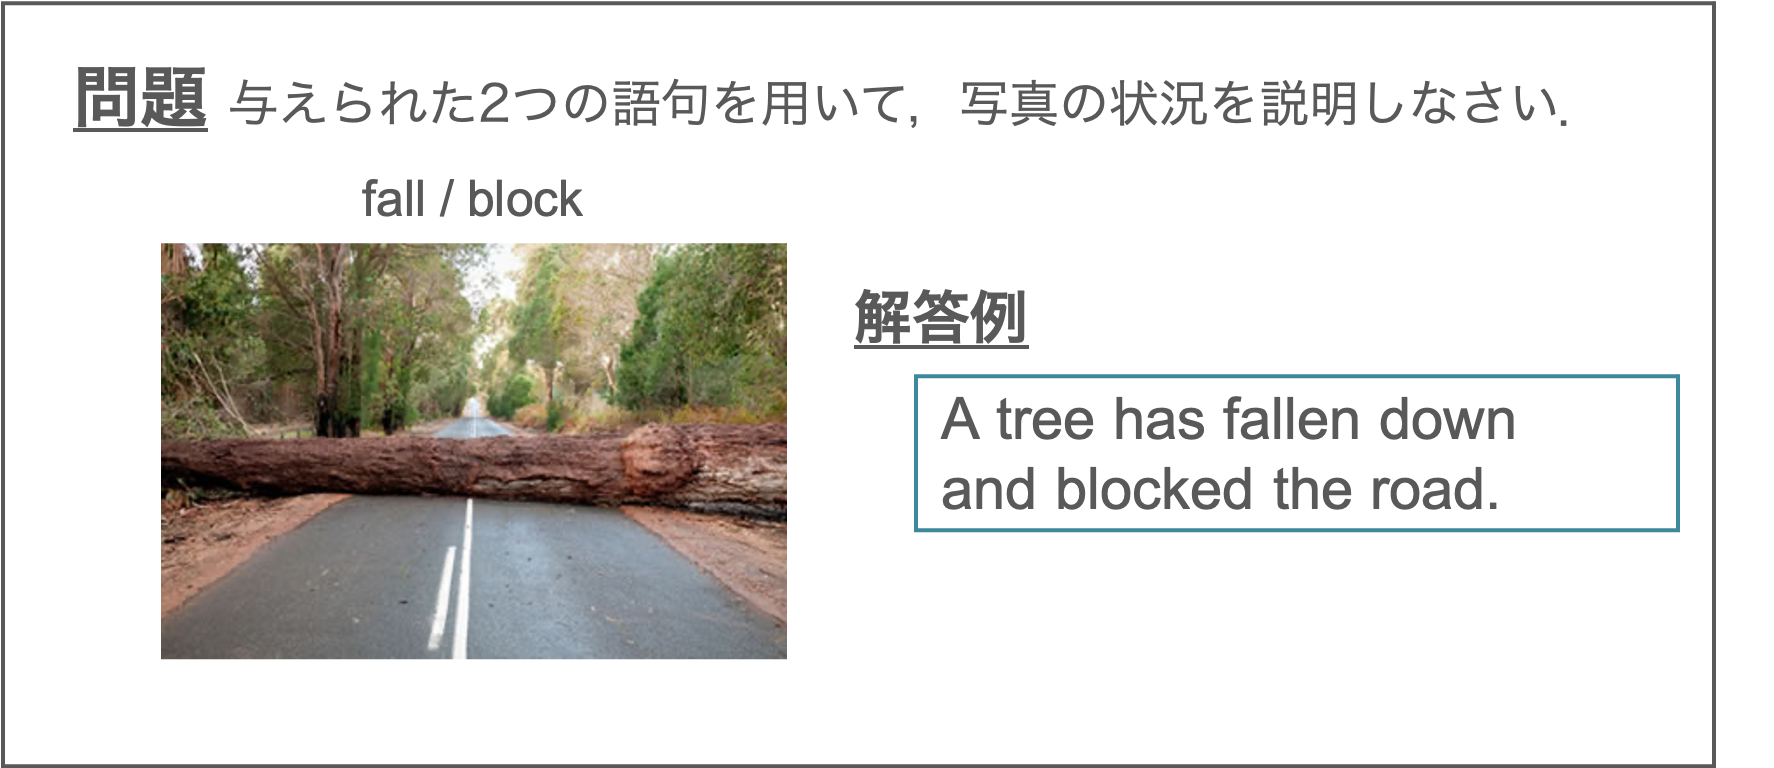 問題 与えられた2つの語句を用いて，写真の状況を説明しなさい．
fall / block
解答例
A tree has fallen down
and blocked the road.